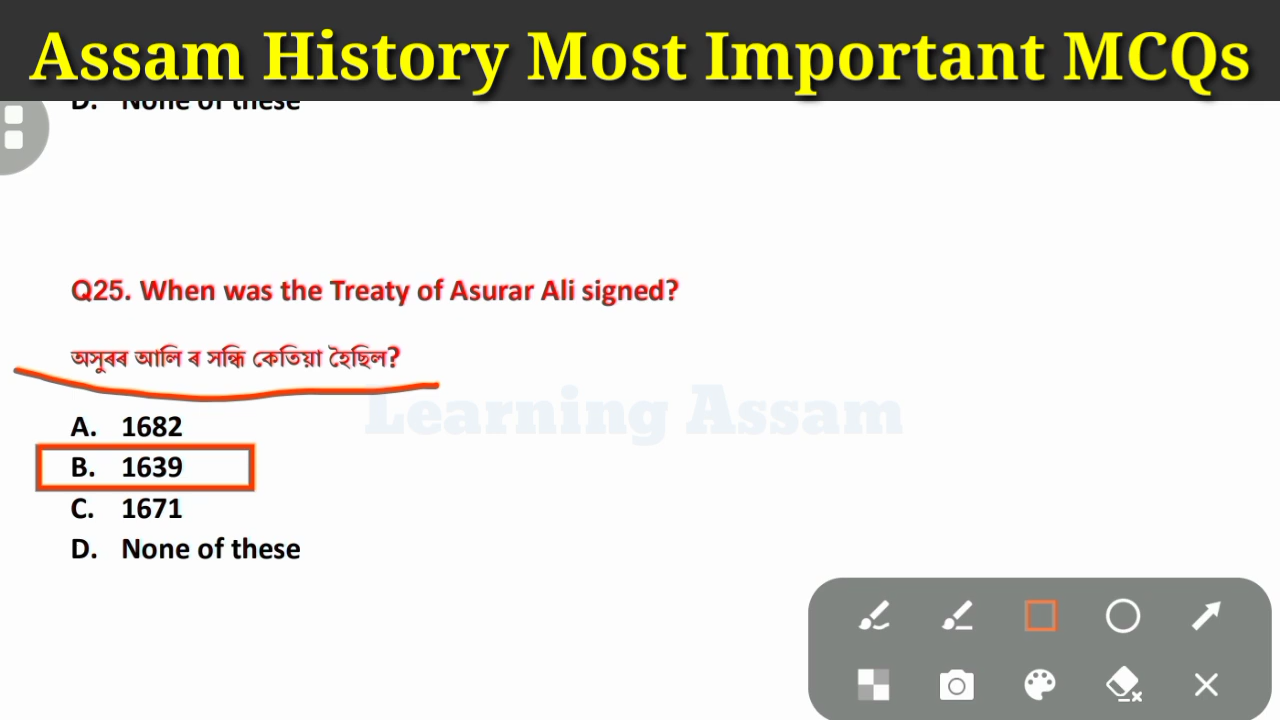 Assam History Most Important MCQs
D. None of these
Q25. When was the Treaty of Asurar Ali signed?
অসুৰৰ আলি ৰ সন্ধি কেতিয়া হৈছিল?
Learning Assam
A. 1682
B. 1639
C. 1671
D. None of these